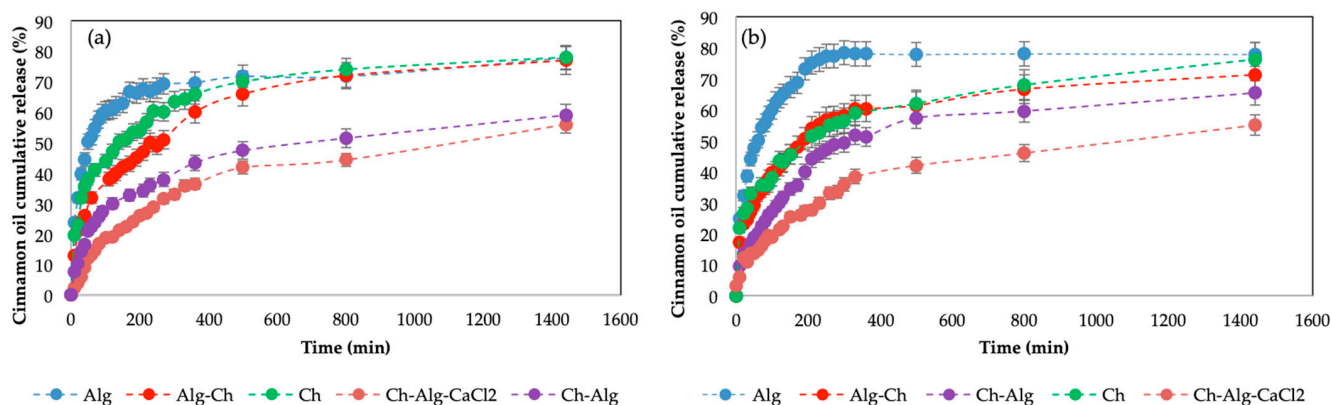 (a)
Cinnamon oil cumulative release (%)
90
80
70
60
50
40
30
20
10
0
0 200 400 600 800 1000 1200 1400 1600
Time (min)
Alg Alg-Ch Ch Ch-Alg-CaCl2 Ch-Alg
(b)
Cinnamon oil cumulative release (%)
90
80
70
60
50
40
30
20
10
0
0 200 400 600 800 1000 1200 1400 1600
Time (min)
Alg Alg-Ch Ch-Alg Ch Ch-Alg-CaCl2